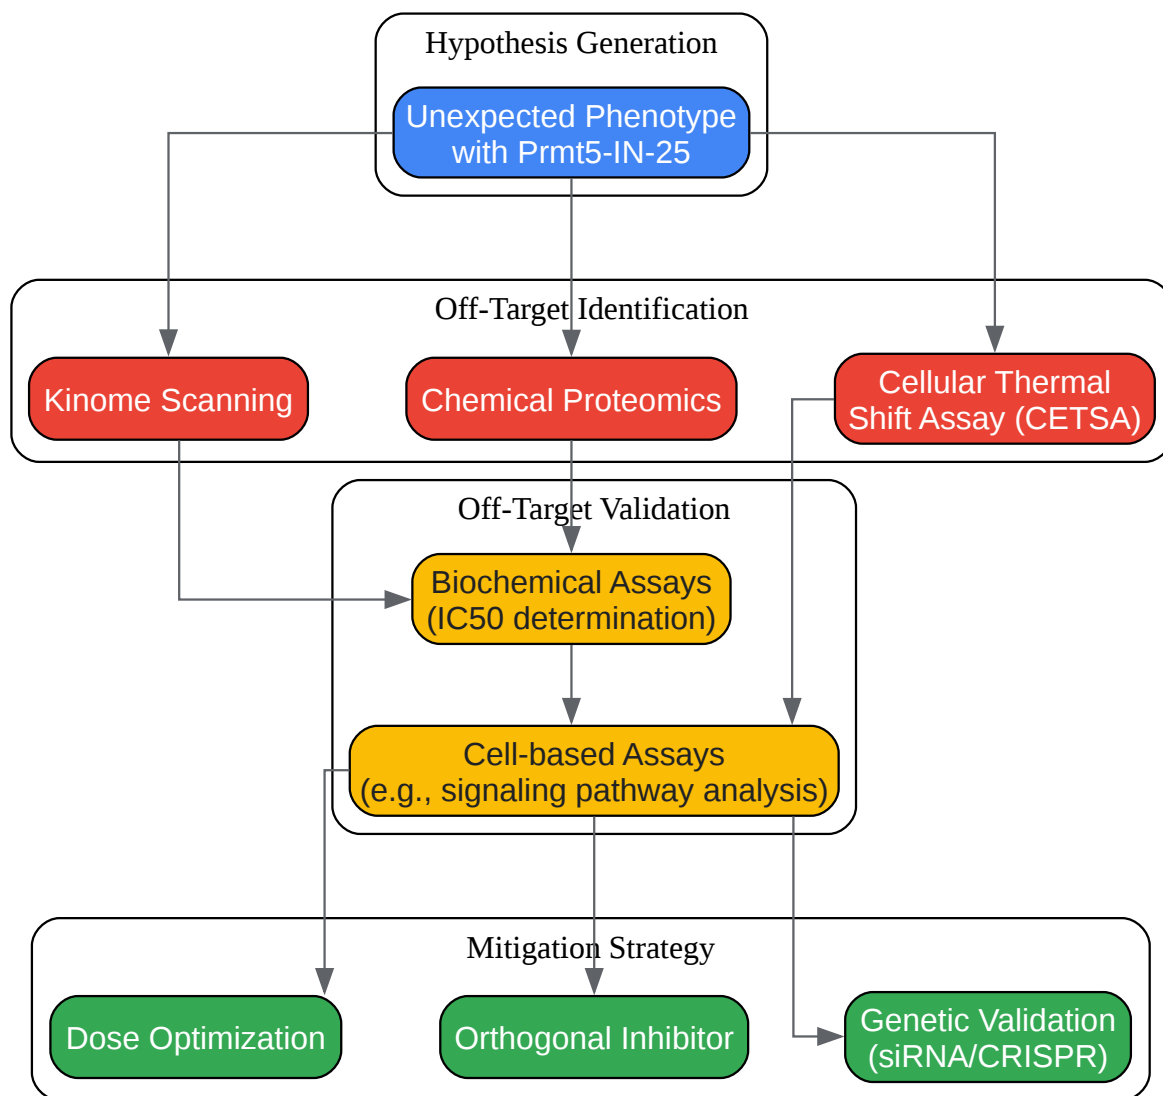 Hypothesis Generation
Unexpected Phenotype
with Prmt5-IN-25
Off-Target Identification
Kinome Scanning
Chemical Proteomics
Cellular Thermal
Shift Assay (CETSA)
Off-Target Validation
Biochemical Assays
(IC50 determination)
Cell-based Assays
(e.g., signaling pathway analysis)
Mitigation Strategy
Dose Optimization
Orthogonal Inhibitor
Genetic Validation
(siRNA/CRISPR)